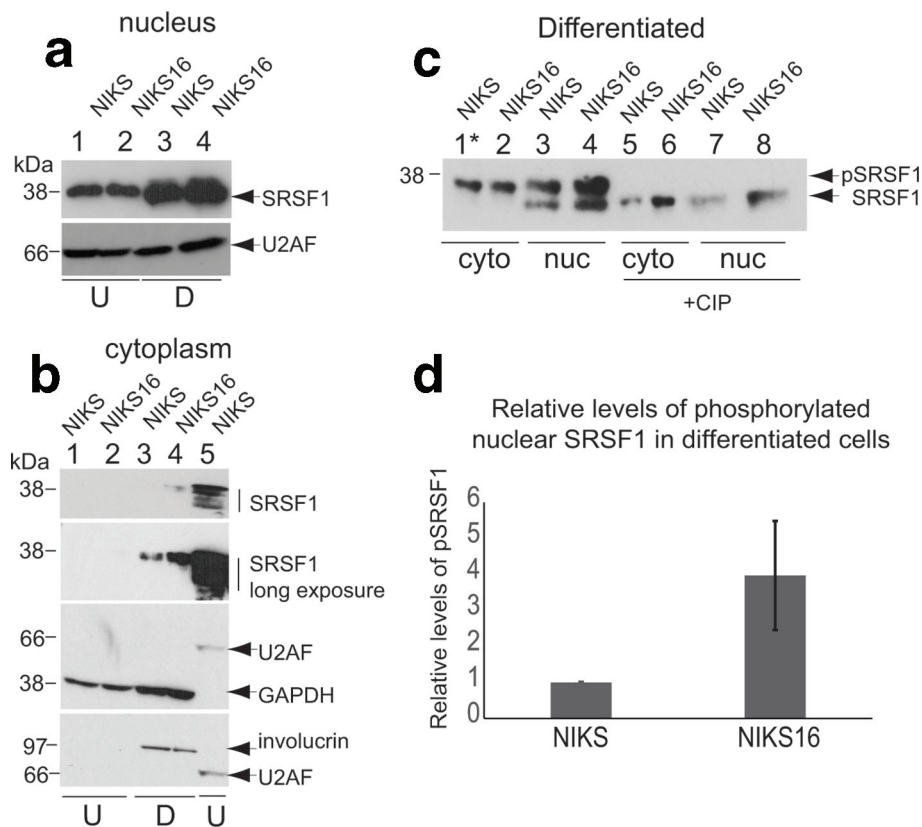 a
nucleus
NIKS NIKS16 NIKS NIKS16
1 2 3 4
kDa
38
SRSF1
66
U2AF
U D
b
cytoplasm
NIKS NIKS16 NIKS NIKS16 NIKS
1 2 3 4 5
kDa
38
SRSF1
38
SRSF1
long exposure
66
U2AF
38
GAPDH
97
involucrin
66
U2AF
U D U
c
Differentiated
NIKS NIKS16 NIKS NIKS16 NIKS NIKS16 NIKS NIKS16
1* 2 3 4 5 6 7 8
38
pSRSF1
SRSF1
cyto nuc cyto nuc
+CIP
d
Relative levels of phosphorylated
nuclear SRSF1 in differentiated cells
Relative levels of pSRSF1
6
5
4
3
2
1
0
NIKS NIKS16